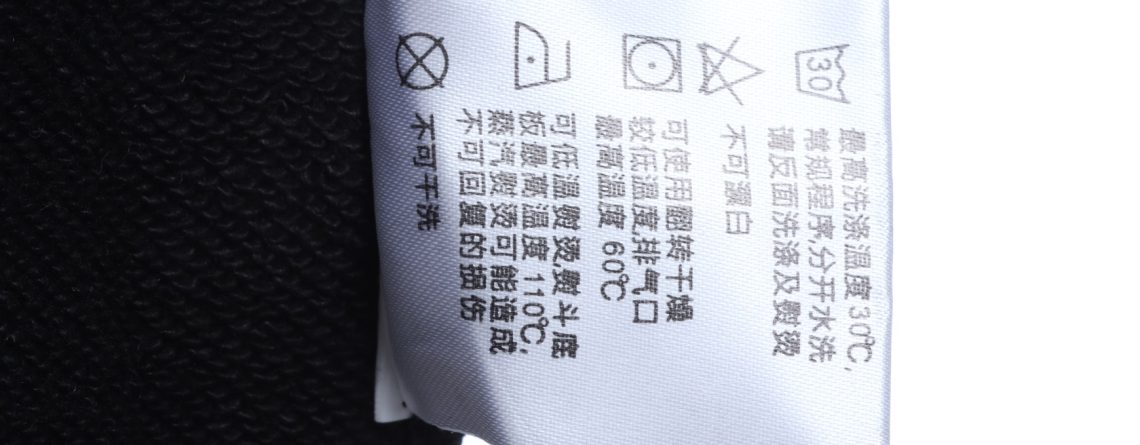 30
最高洗涤温度30℃,
常规程序,分开水洗
请反面洗涤及熨烫
不可漂白
可使用翻转干燥
较低温度,排气口
最高温度 60℃
可低温熨烫,熨斗底
板最高温度 110℃,
蒸汽熨烫可能造成
不可回复的损伤
不可干洗